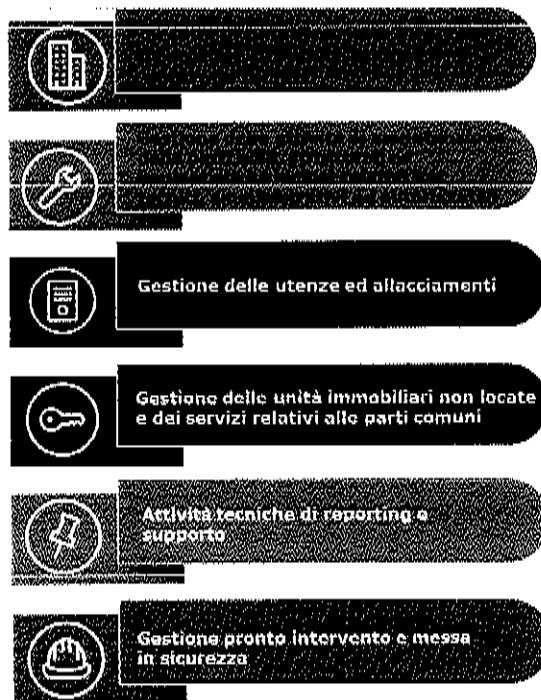 Gestione delle utenze ed allacciamenti
Gestione delle unità immobiliari non locate
e dei servizi relativi alle parti comuni
Attività tecniche di reporting e
supporto
Gestione pronto intervento e messa
in sicurezza